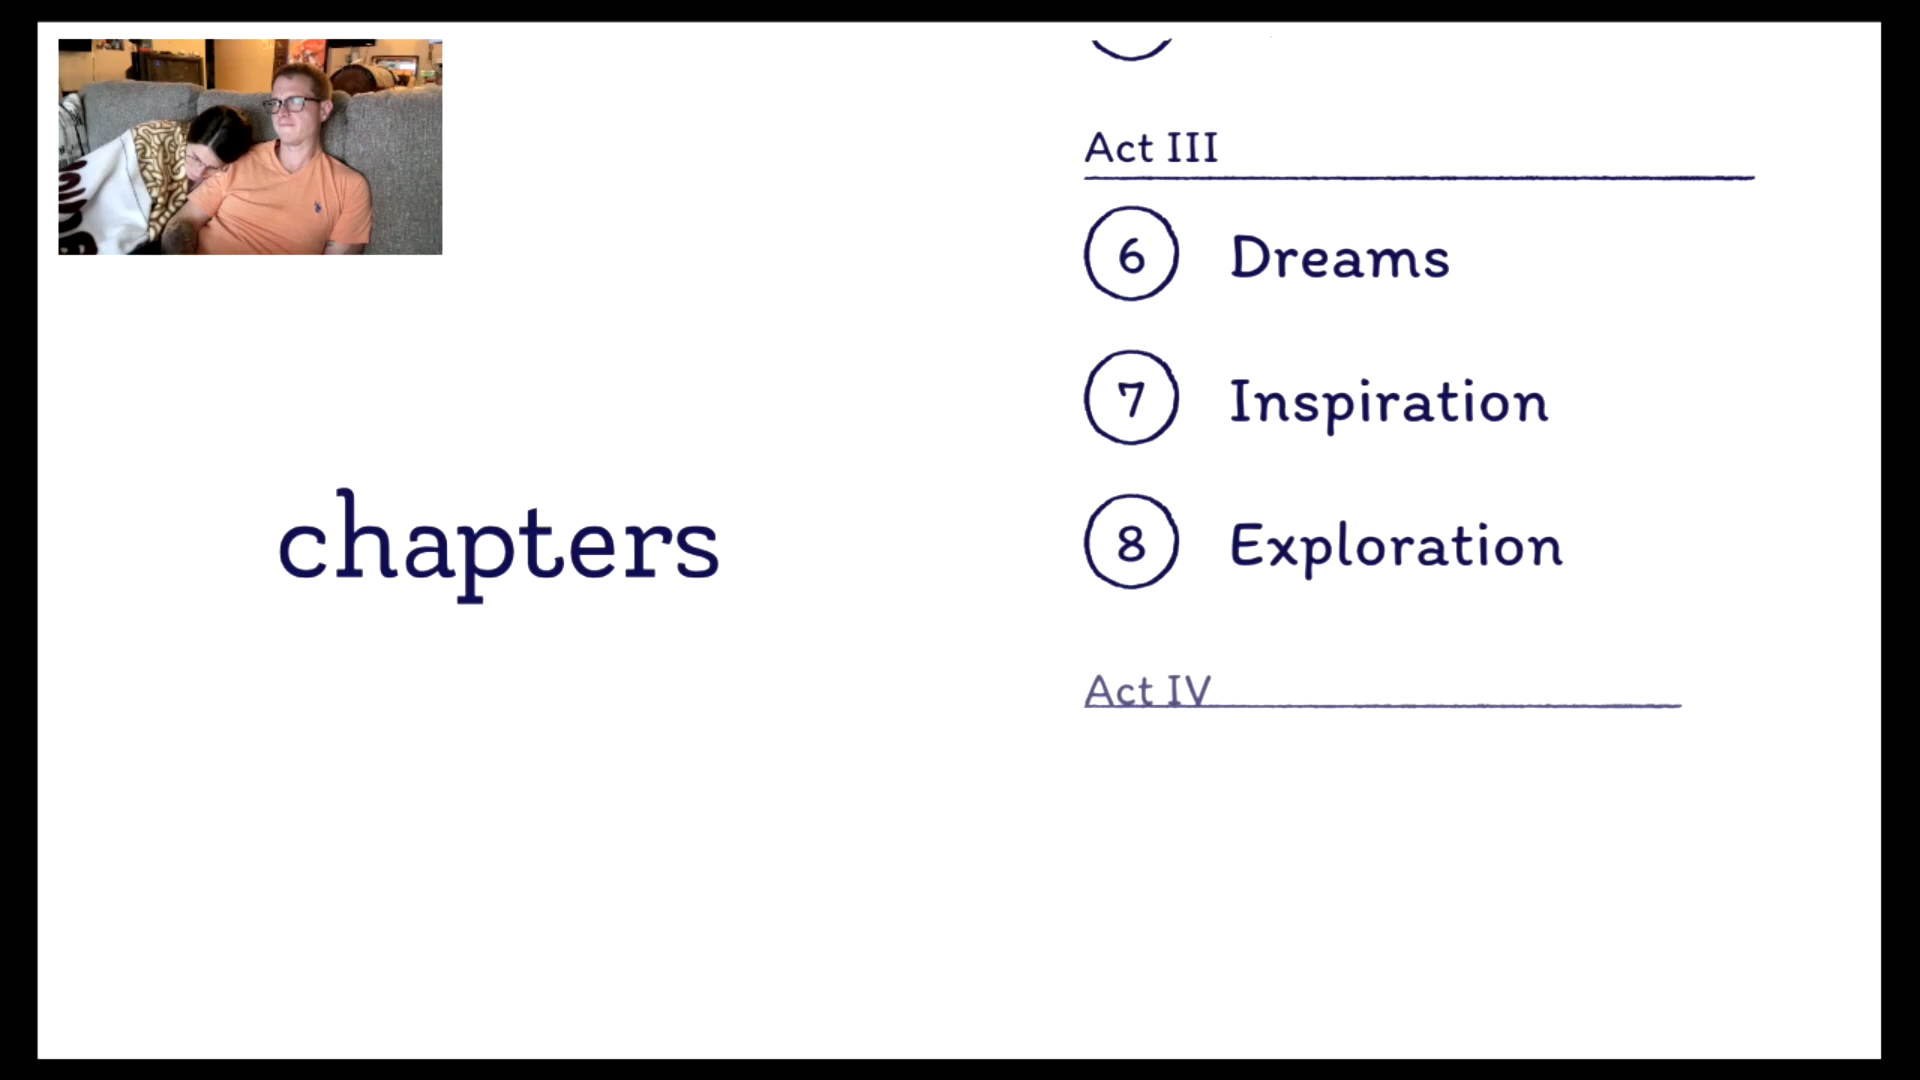 chapters
Act III
6 Dreams
7 Inspiration
8 Exploration
Act IV